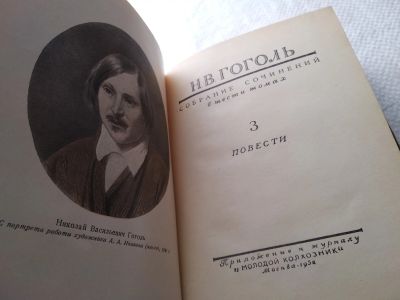 Николай Васильевич Гоголь
С портрета работы художника А. А. Иванова
Н.В.ГОГОЛЬ
СОБРАНИЕ СОЧИНЕНИЙ
в шести томах
3
ПОВЕСТИ
Приложение к журналу
„МОЛОДОЙ КОЛХОЗНИК“
Москва-195